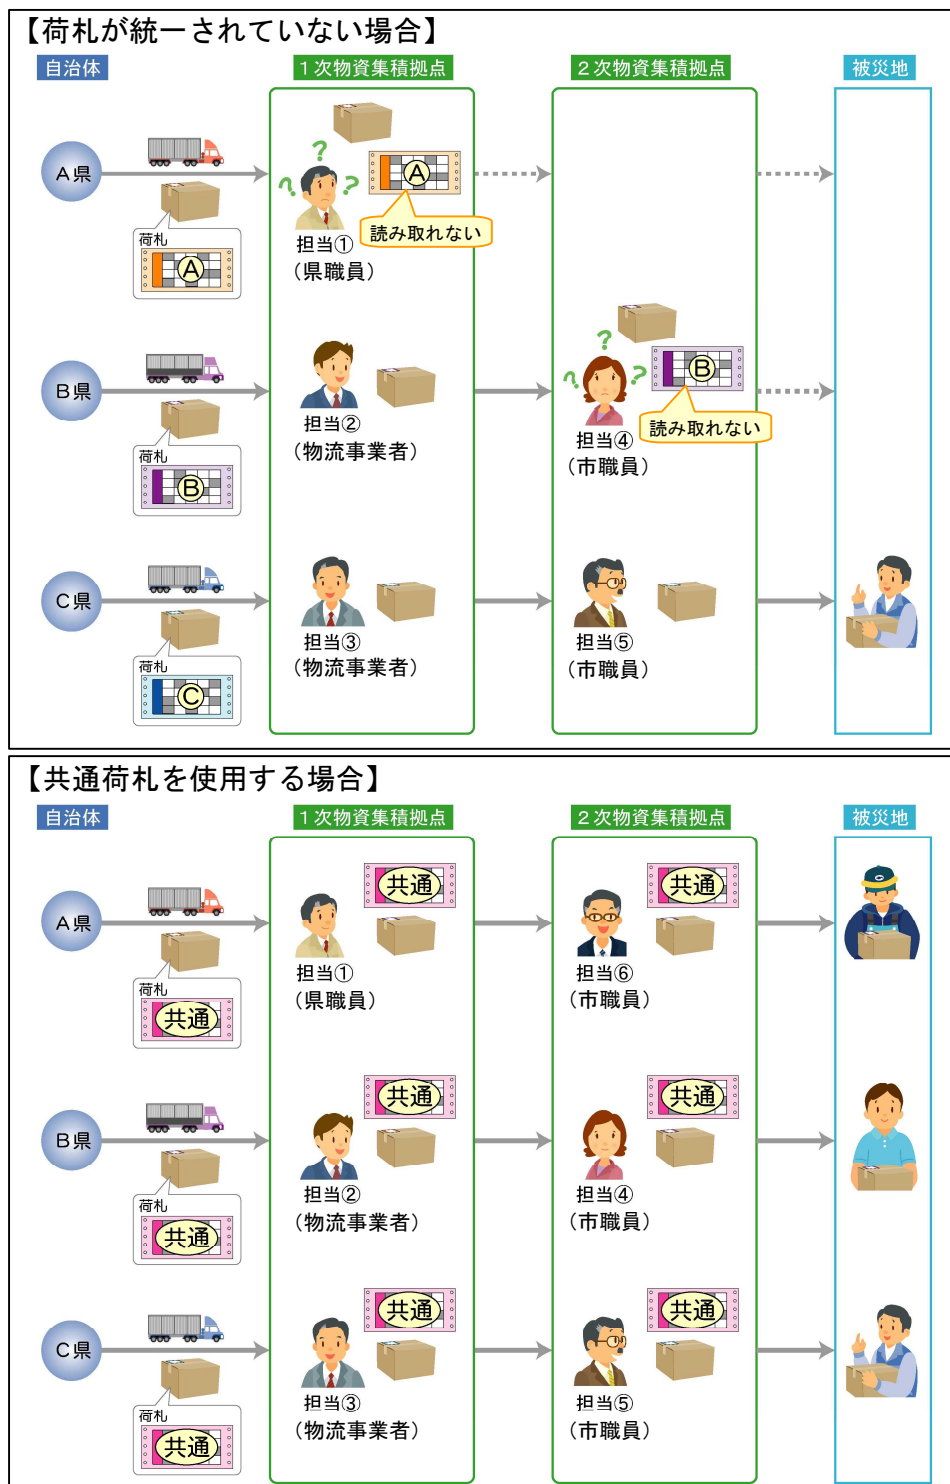 【荷札が統一されていない場合】
自治体
1次物資集積拠点
2次物資集積拠点
被災地
A県
荷札
A
?
?
?
A
読み取れない
担当①
(県職員)
B県
荷札
B
担当②
(物流事業者)
?
?
?
B
読み取れない
担当④
(市職員)
C県
荷札
C
担当③
(物流事業者)
担当⑤
(市職員)
【共通荷札を使用する場合】
自治体
1次物資集積拠点
2次物資集積拠点
被災地
A県
荷札
共通
共通
担当①
(県職員)
共通
担当⑥
(市職員)
B県
荷札
共通
共通
担当②
(物流事業者)
共通
担当④
(市職員)
C県
荷札
共通
共通
担当③
(物流事業者)
共通
担当⑤
(市職員)